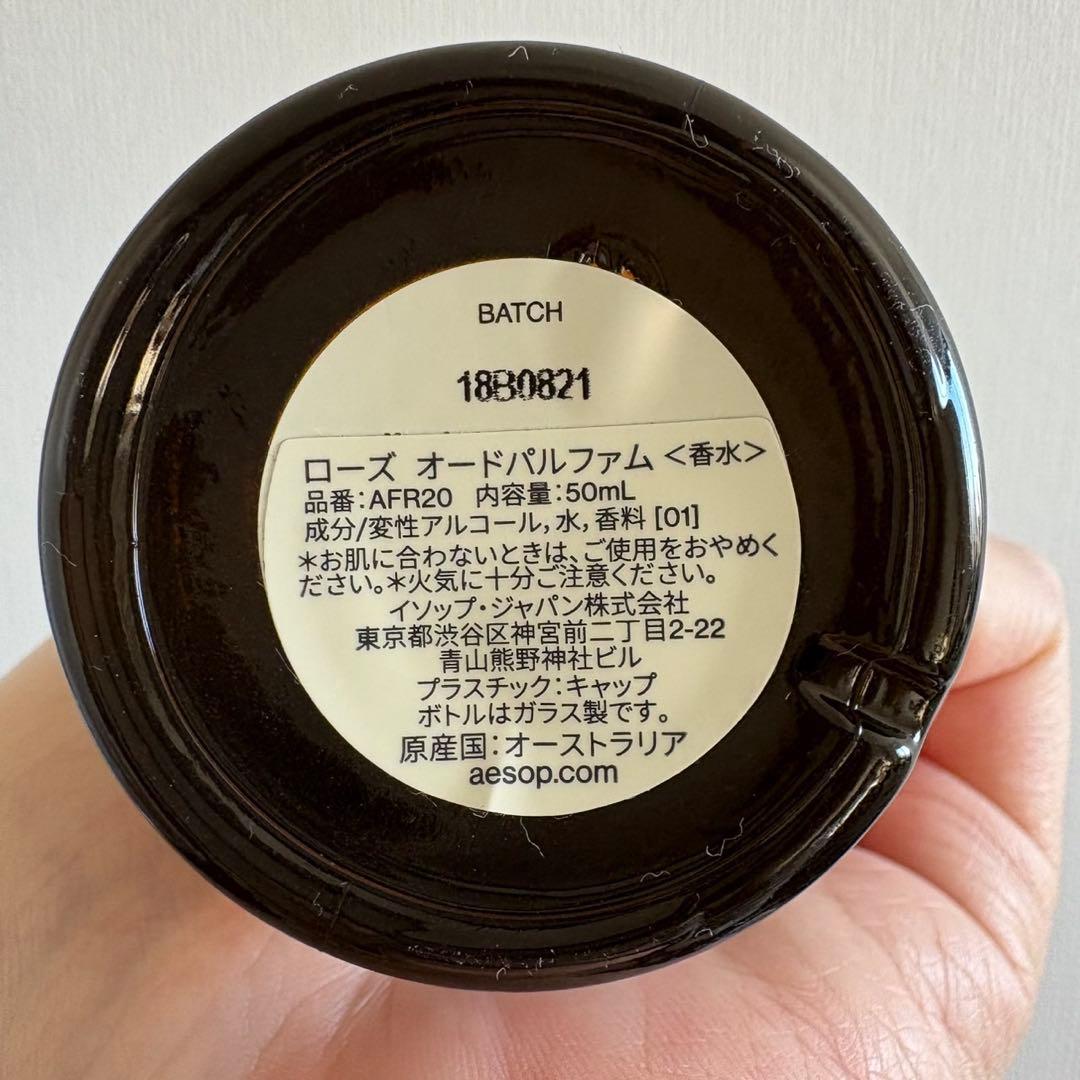 BATCH
18B0821
ローズ オードパルファム <香水>
品番:AFR20 内容量:50mL
成分/変性アルコール, 水, 香料 [01]
*お肌に合わないときは、ご使用をおやめく
ださい。*火気に十分ご注意ください。
イソップ・ジャパン株式会社
東京都渋谷区神宮前二丁目2-22
青山熊野神社ビル
プラスチック:キャップ
ボトルはガラス製です。
原産国:オーストラリア
aesop.com